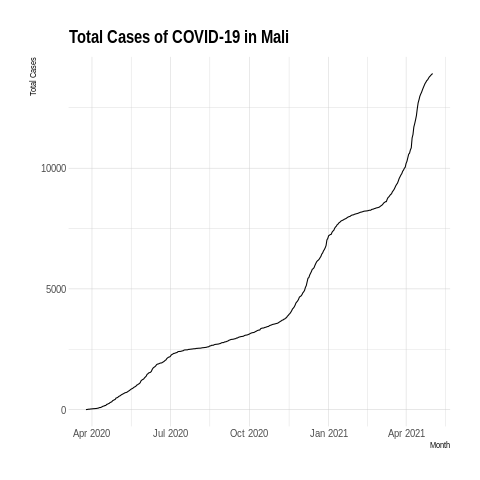 Total Cases of COVID-19 in Mali
Total Cases
10000
5000
0
Apr 2020 Jul 2020 Oct 2020 Jan 2021 Apr 2021
Month